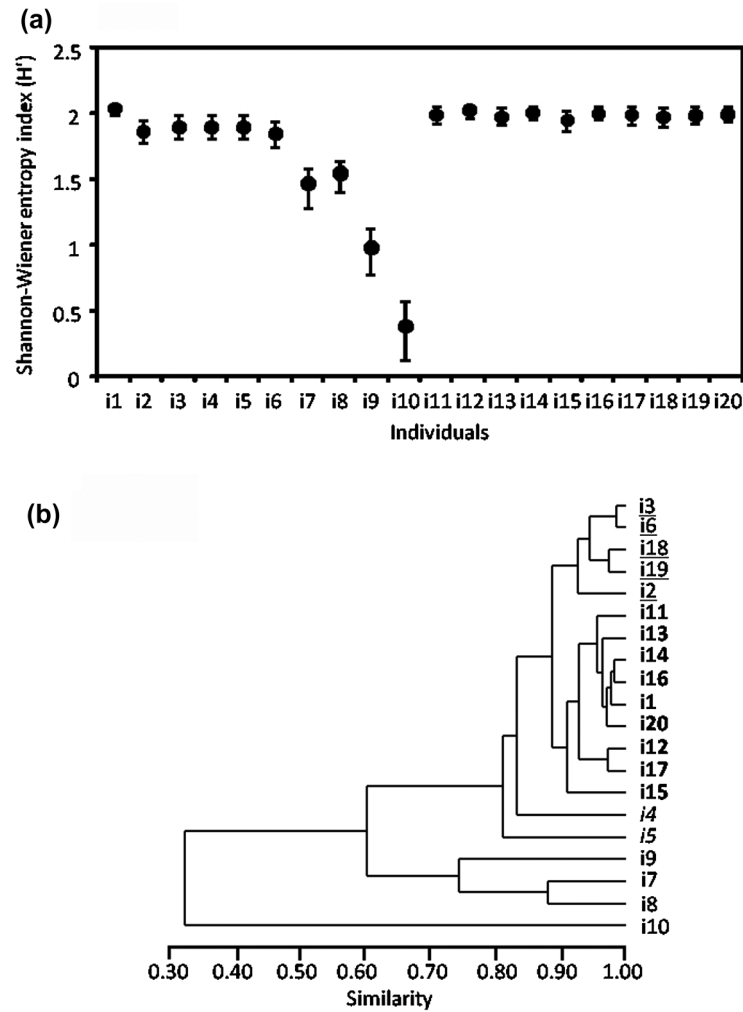 (a)
Shannon-Wiener entropy index (H')
2.5
2
1.5
1
0.5
0
i1 i2 i3 i4 i5 i6 i7 i8 i9 i10 i11 i12 i13 i14 i15 i16 i17 i18 i19 i20
Individuals
(b)
i3
i6
i18
i19
i2
i11
i13
i14
i16
i1
i20
i12
i17
i15
i4
i5
i9
i7
i8
i10
0.30 0.40 0.50 0.60 0.70 0.80 0.90 1.00
Similarity